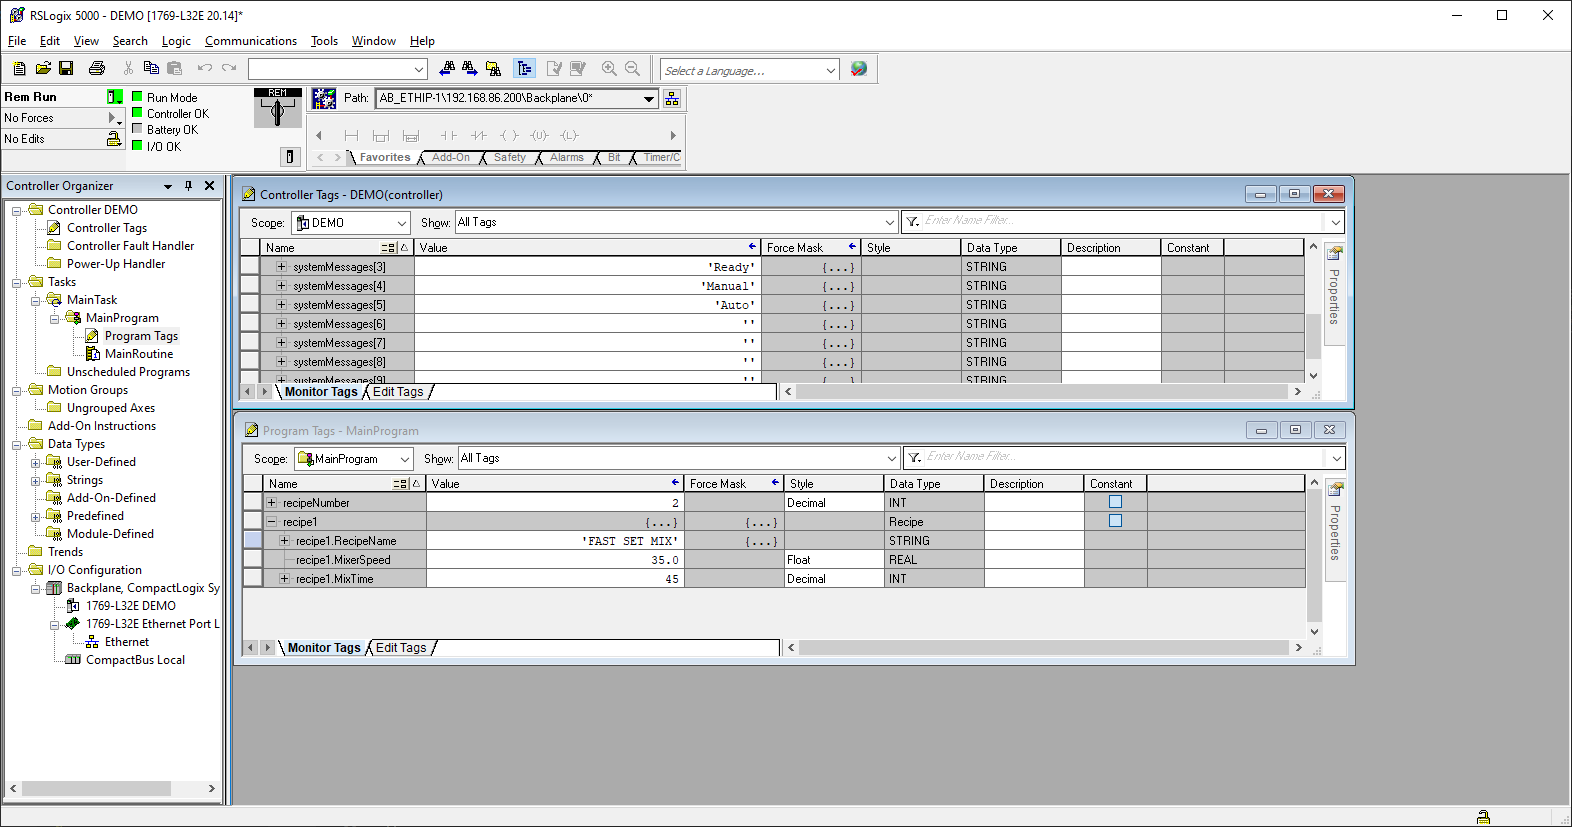 RSLogix 5000 - DEMO [1769-L32E 20.14]*
File Edit View Search Logic Communications Tools Window Help
Select a Language...
Rem Run
No Forces
No Edits
Run Mode
Controller OK
Battery OK
I/O OK
REM
Path: AB_ETHIP-1\192.168.86.200\Backplane\0*
Favorites Add-On Safety Alarms Bit Timer/C
Controller Organizer
Controller DEMO
Controller Tags
Controller Fault Handler
Power-Up Handler
Tasks
MainTask
MainProgram
Program Tags
MainRoutine
Unscheduled Programs
Motion Groups
Ungrouped Axes
Add-On Instructions
Data Types
User-Defined
Strings
Add-On-Defined
Predefined
Module-Defined
Trends
I/O Configuration
Backplane, CompactLogix Sy
1769-L32E DEMO
1769-L32E Ethernet Port L
Ethernet
CompactBus Local
Controller Tags - DEMO(controller)
Scope: DEMO Show: All Tags Enter Name Filter...
Name Value Force Mask Style Data Type Description Constant
systemMessages[3] 'Ready' {...} STRING
systemMessages[4] 'Manual' {...} STRING
systemMessages[5] 'Auto' {...} STRING
systemMessages[6] '' {...} STRING
systemMessages[7] '' {...} STRING
systemMessages[8] '' {...} STRING
systemMessages[9] '' {...} STRING
Monitor Tags Edit Tags
Properties
Program Tags - MainProgram
Scope: MainProgram Show: All Tags Enter Name Filter...
Name Value Force Mask Style Data Type Description Constant
recipeNumber 2 Decimal INT
recipe1 {...} {...} Recipe
recipe1.RecipeName 'FAST SET MIX' {...} STRING
recipe1.MixerSpeed 35.0 Float REAL
recipe1.MixTime 45 Decimal INT
Monitor Tags Edit Tags
Properties